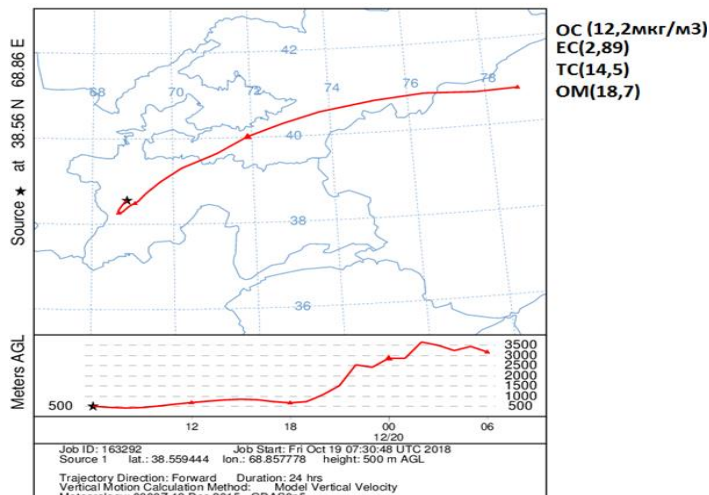 ОС (12,2мкг/м3)
ЕС(2,89)
ТС(14,5)
ОМ(18,7)
Source ★ at 38.56 N 68.86 E
42
68
70
72
74
76
78
40
38
36
Meters AGL
500
3500
3000
2500
2000
1500
1000
500
12
18
00
06
12/20
Job ID: 163292 Job Start: Fri Oct 19 07:30:48 UTC 2018
Source 1 lat.: 38.559444 lon.: 68.857778 height: 500 m AGL
Trajectory Direction: Forward Duration: 24 hrs
Vertical Motion Calculation Method: Model Vertical Velocity